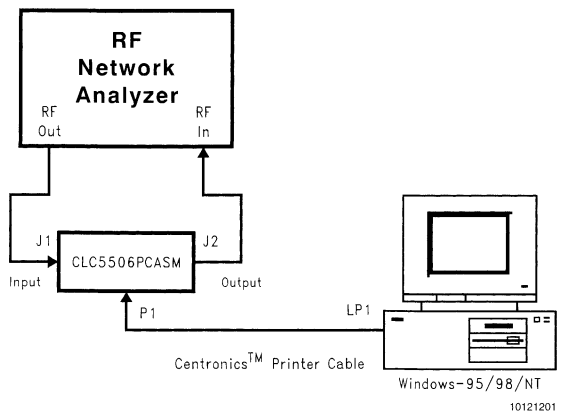 RF
Network
Analyzer
RF
Out
RF
In
J1
J2
CLC5506PCASM
Input
Output
P1
LP1
Centronics™ Printer Cable
Windows-95/98/NT
10121201